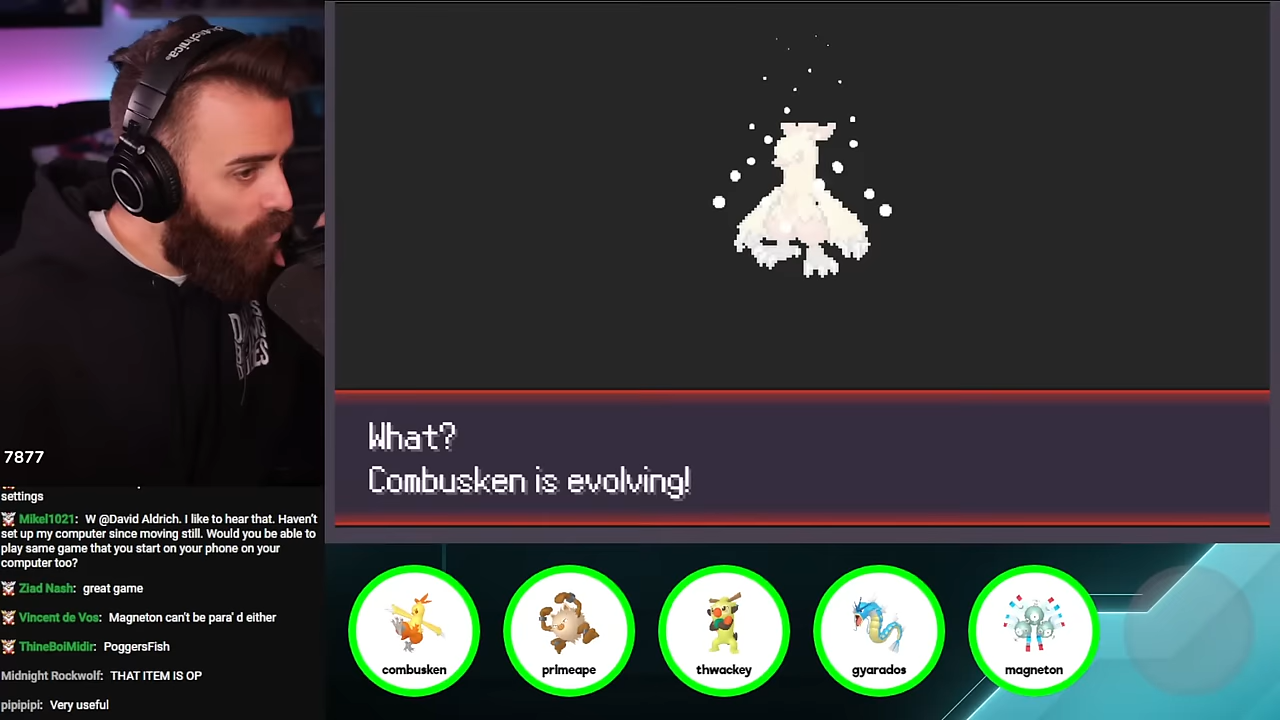 technica
What?
Combusken is evolving!
7877
settings
Mikel1021: W @David Aldrich. I like to hear that. Haven't
set up my computer since moving still. Would you be able to
play same game that you start on your phone on your
computer too?
Ziad Nash: great game
Vincent de Vos: Magneton can't be para' d either
ThineBoiMidir: PoggersFish
Midnight Rockwolf: THAT ITEM IS OP
pipipipi: Very useful
combusken
primeape
thwackey
gyarados
magneton